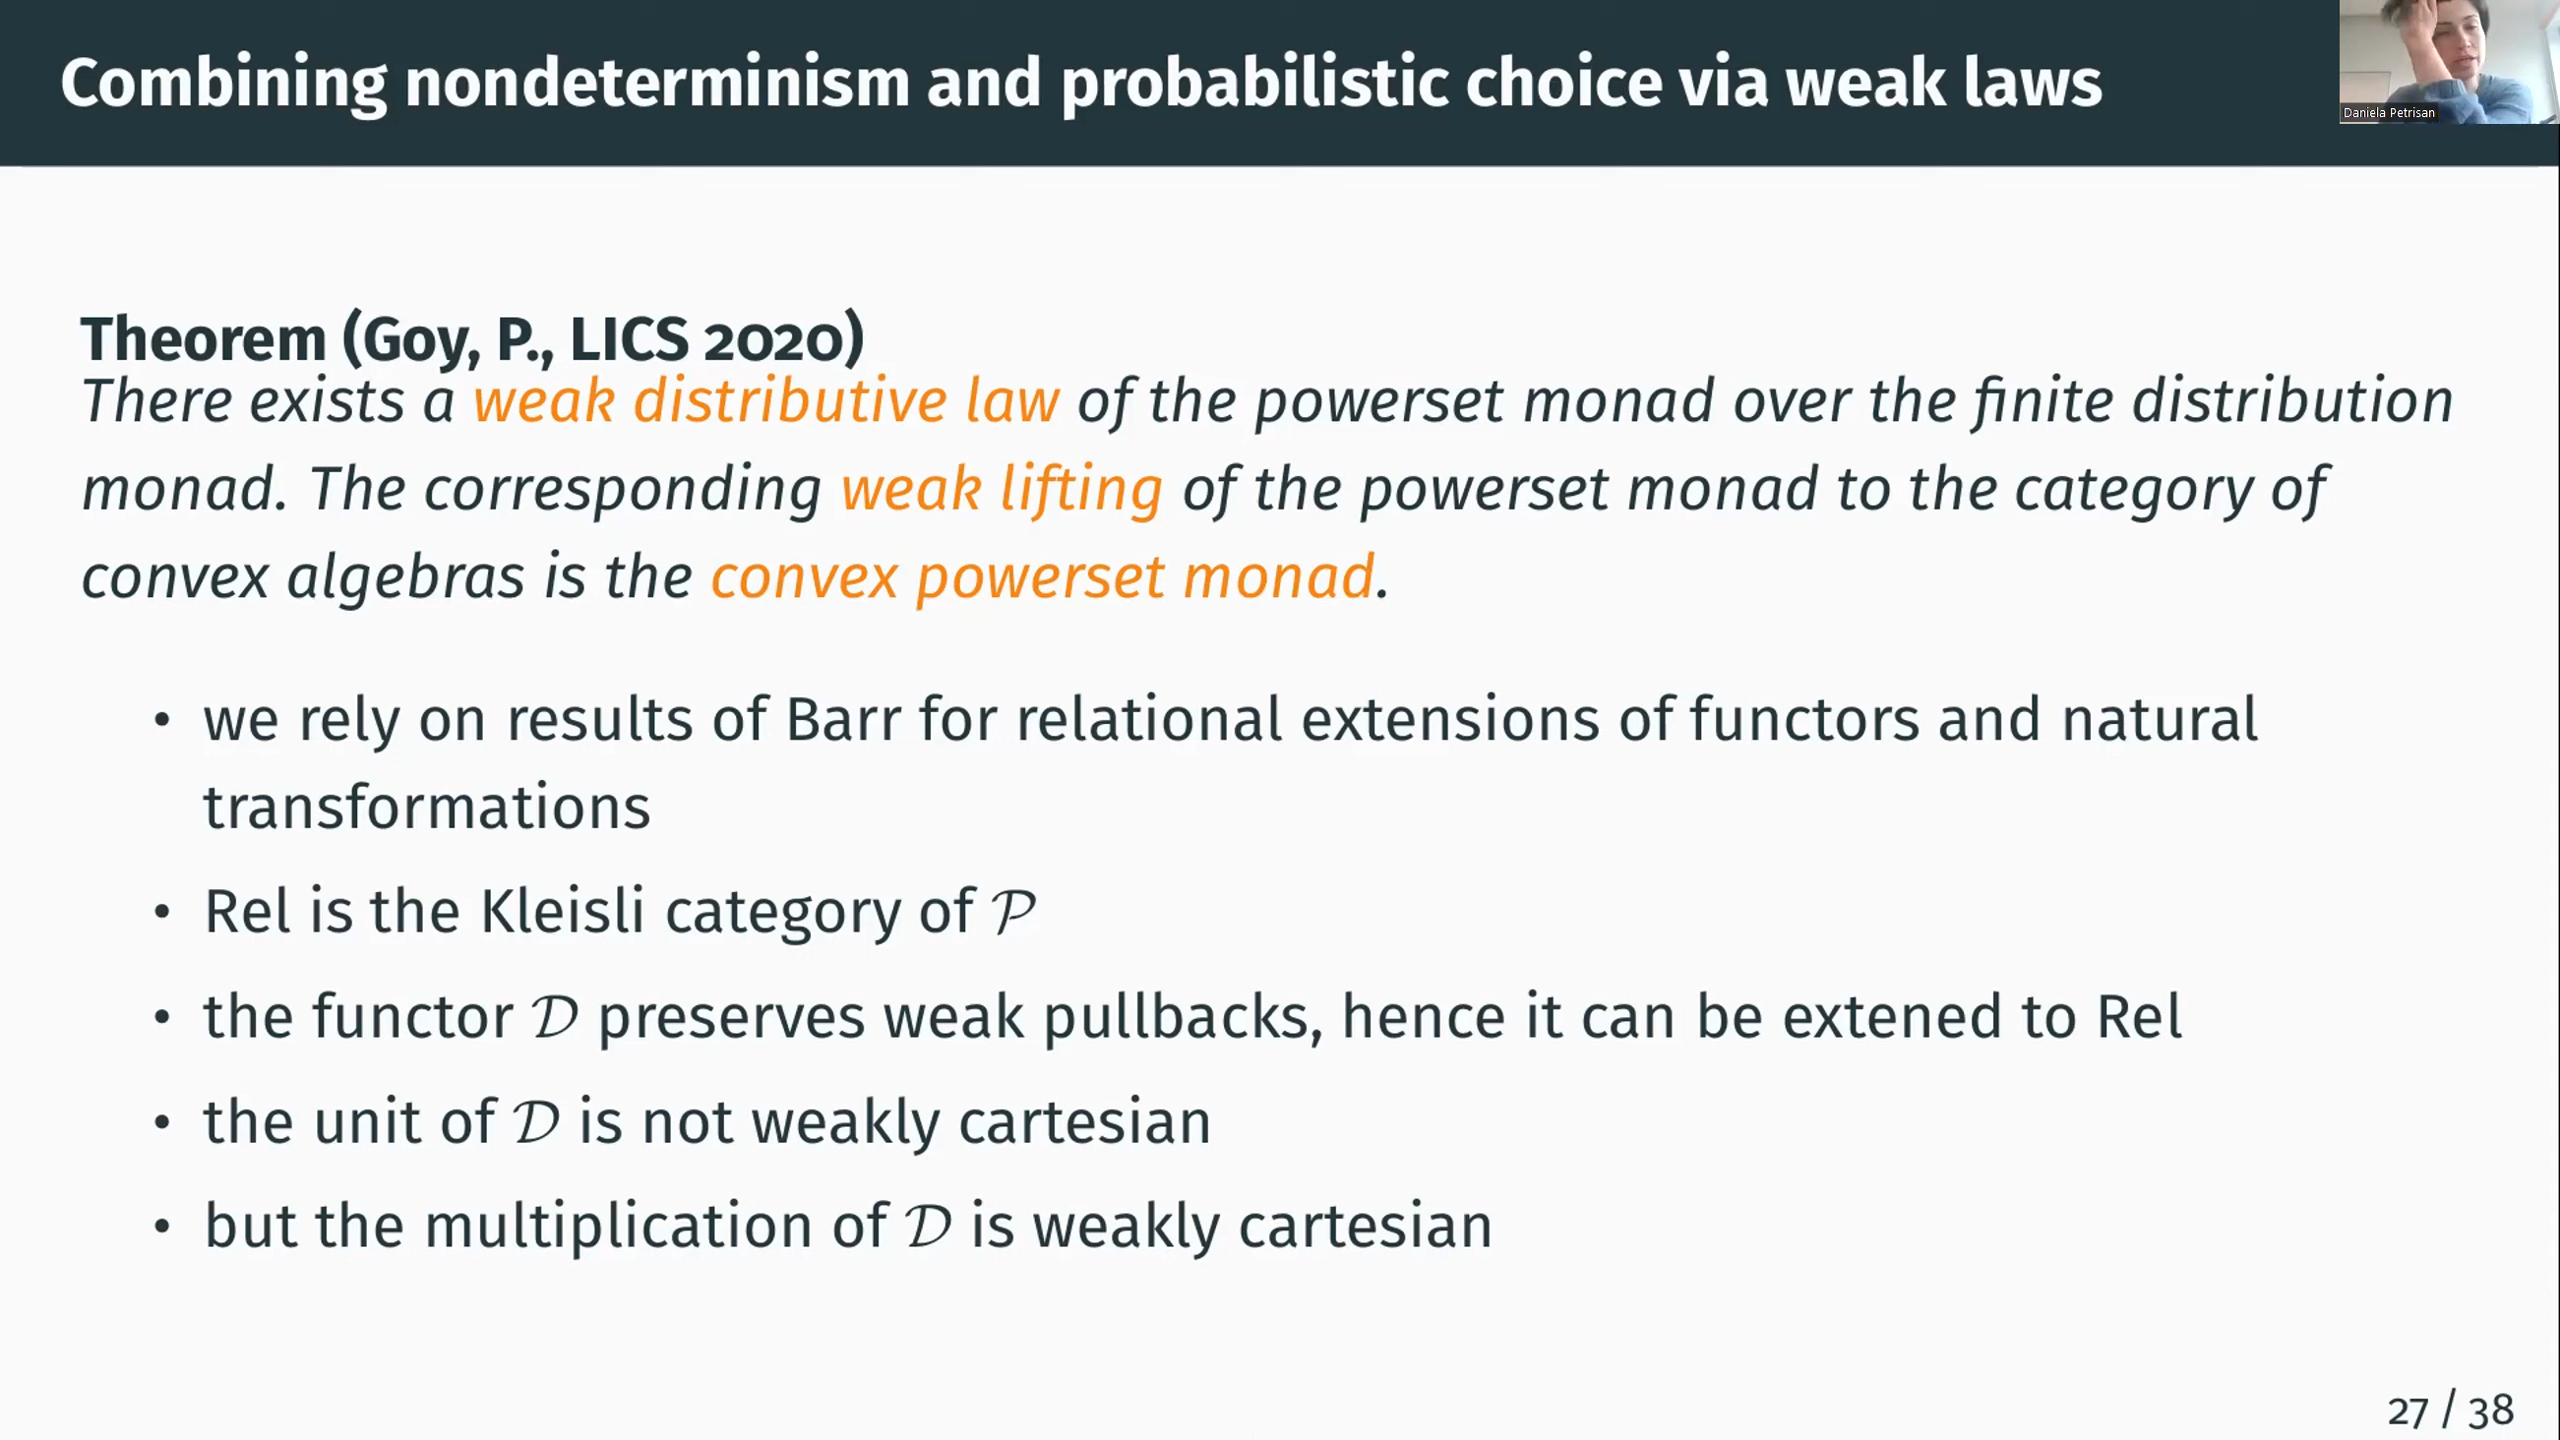 Combining nondeterminism and probabilistic choice via weak laws
Daniela Petrisan
Theorem (Goy, P., LICS 2020)
There exists a weak distributive law of the powerset monad over the finite distribution
monad. The corresponding weak lifting of the powerset monad to the category of
convex algebras is the convex powerset monad.
• we rely on results of Barr for relational extensions of functors and natural
transformations
• Rel is the Kleisli category of 𝒫
• the functor 𝒟 preserves weak pullbacks, hence it can be extened to Rel
• the unit of 𝒟 is not weakly cartesian
• but the multiplication of 𝒟 is weakly cartesian
27 / 38